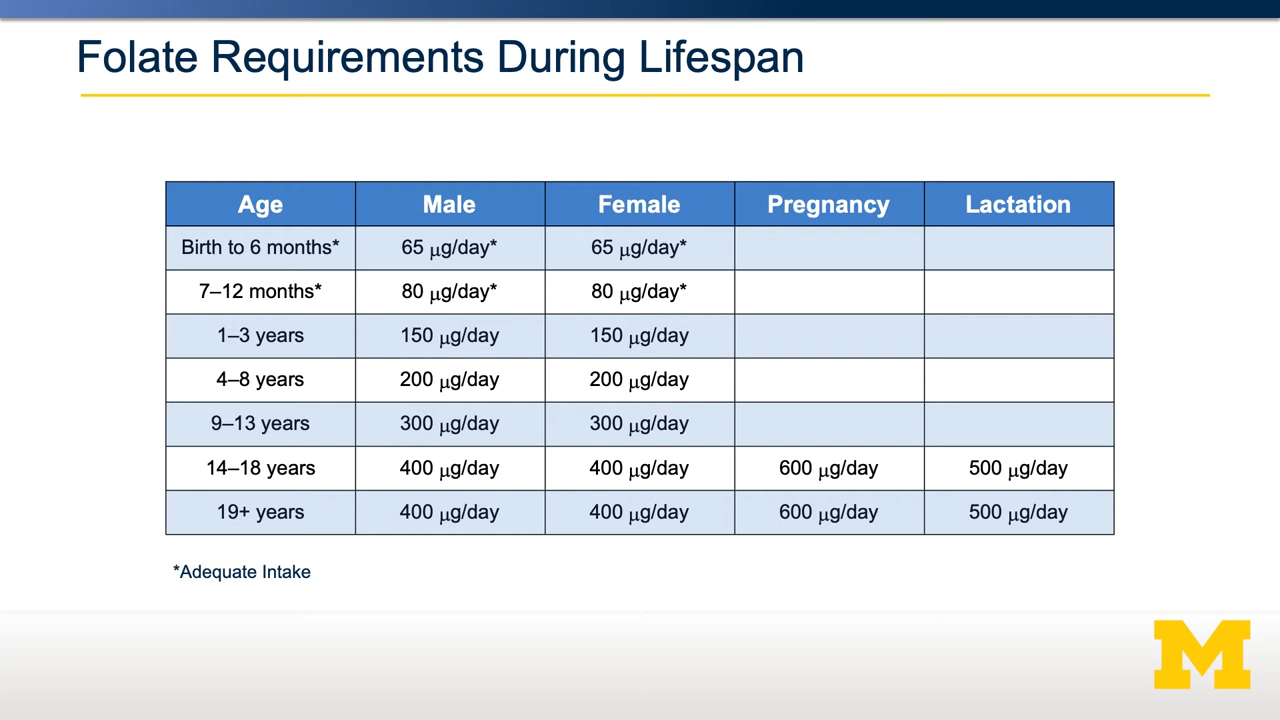 Folate Requirements During Lifespan
Age Male Female Pregnancy Lactation
Birth to 6 months* 65 μg/day* 65 μg/day*
7–12 months* 80 μg/day* 80 μg/day*
1–3 years 150 μg/day 150 μg/day
4–8 years 200 μg/day 200 μg/day
9–13 years 300 μg/day 300 μg/day
14–18 years 400 μg/day 400 μg/day 600 μg/day 500 μg/day
19+ years 400 μg/day 400 μg/day 600 μg/day 500 μg/day
*Adequate Intake
M